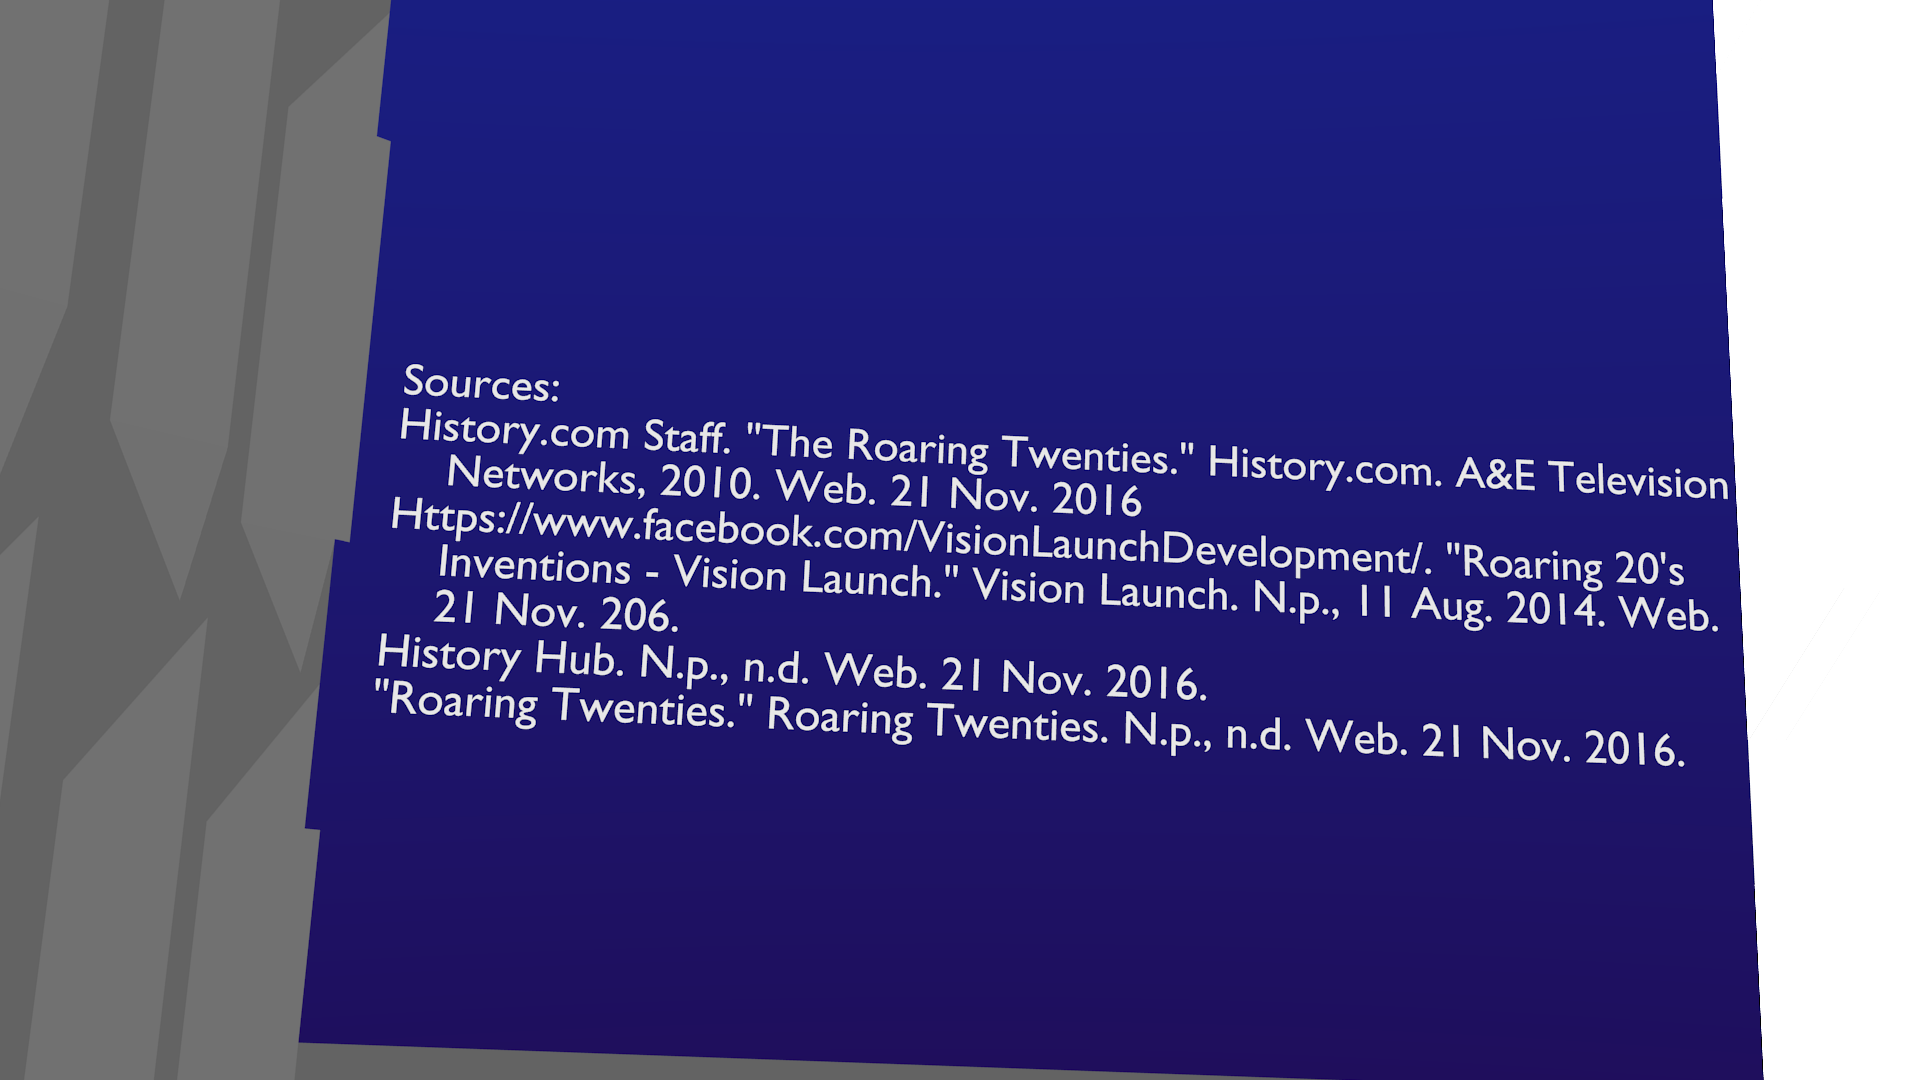 Sources:
History.com Staff. "The Roaring Twenties." History.com. A&E Television
Networks, 2010. Web. 21 Nov. 2016
Https://www.facebook.com/VisionLaunchDevelopment/. "Roaring 20's
Inventions - Vision Launch." Vision Launch. N.p., 11 Aug. 2014. Web.
21 Nov. 206.
History Hub. N.p., n.d. Web. 21 Nov. 2016.
"Roaring Twenties." Roaring Twenties. N.p., n.d. Web. 21 Nov. 2016.